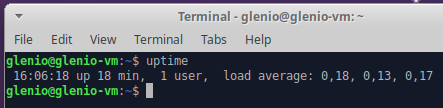 Terminal - glenio@glenio-vm: ~
File Edit View Terminal Tabs Help
glenio@glenio-vm:~$ uptime
 16:06:18 up 18 min,  1 user,  load average: 0,18, 0,13, 0,17
glenio@glenio-vm:~$